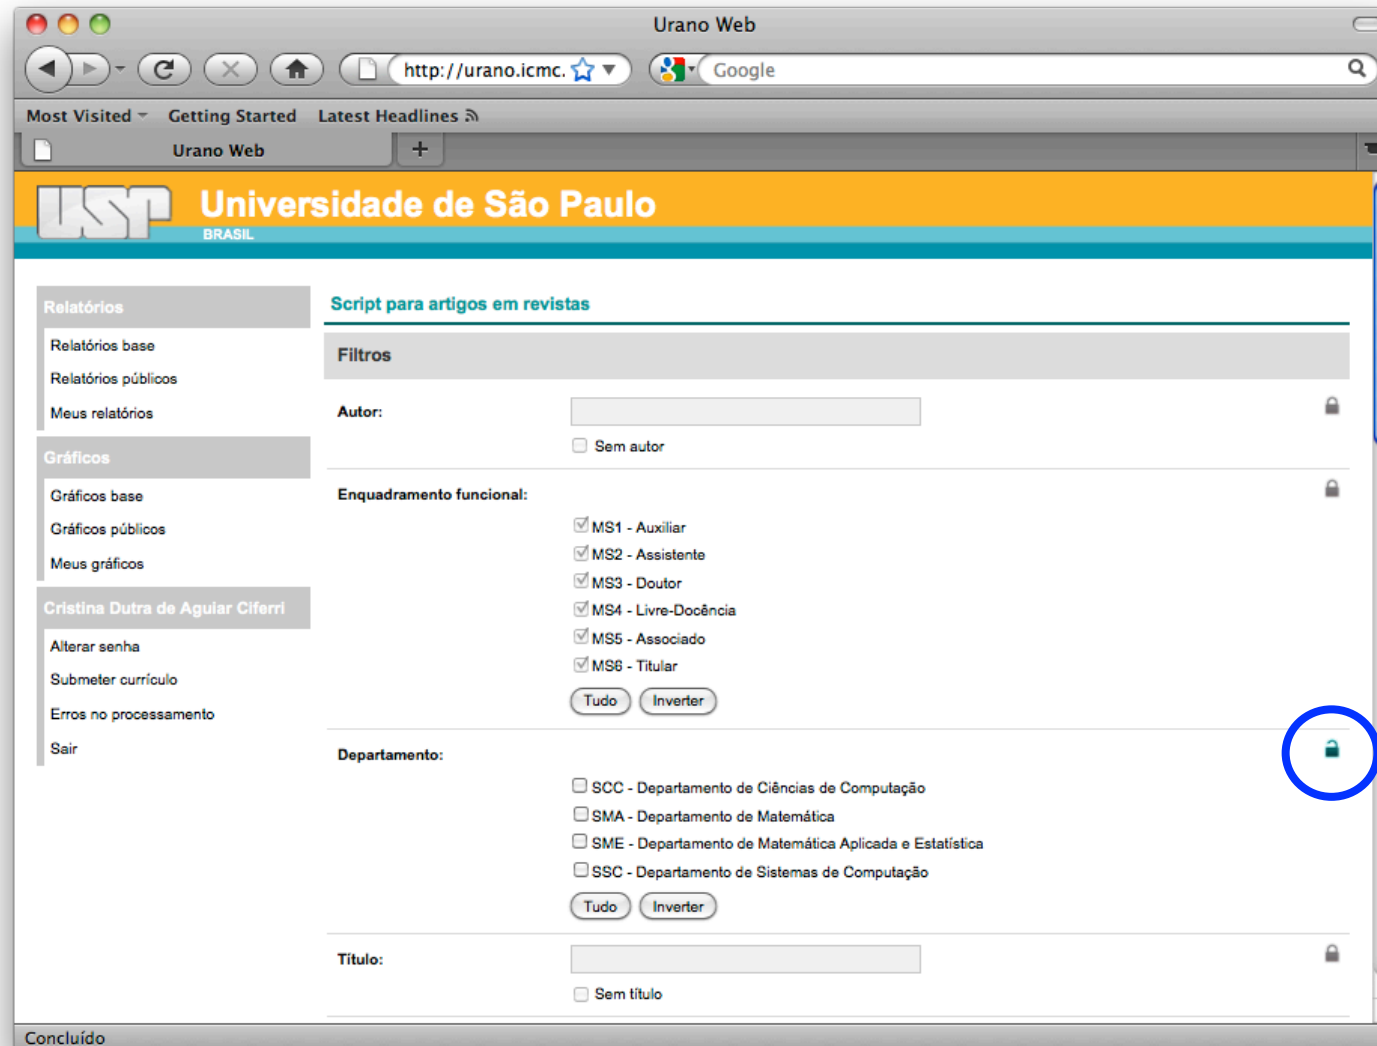 Urano Web
http://urano.icmc.
Google
Most Visited
Getting Started
Latest Headlines
Urano Web
USP
Universidade de São Paulo
BRASIL
Relatórios
Relatórios base
Relatórios públicos
Meus relatórios
Gráficos
Gráficos base
Gráficos públicos
Meus gráficos
Cristina Dutra de Aguiar Ciferri
Alterar senha
Submeter currículo
Erros no processamento
Sair
Script para artigos em revistas
Filtros
Autor:
Sem autor
Enquadramento funcional:
MS1 - Auxiliar
MS2 - Assistente
MS3 - Doutor
MS4 - Livre-Docência
MS5 - Associado
MS6 - Titular
Tudo
Inverter
Departamento:
SCC - Departamento de Ciências de Computação
SMA - Departamento de Matemática
SME - Departamento de Matemática Aplicada e Estatística
SSC - Departamento de Sistemas de Computação
Tudo
Inverter
Título:
Sem título
Concluído